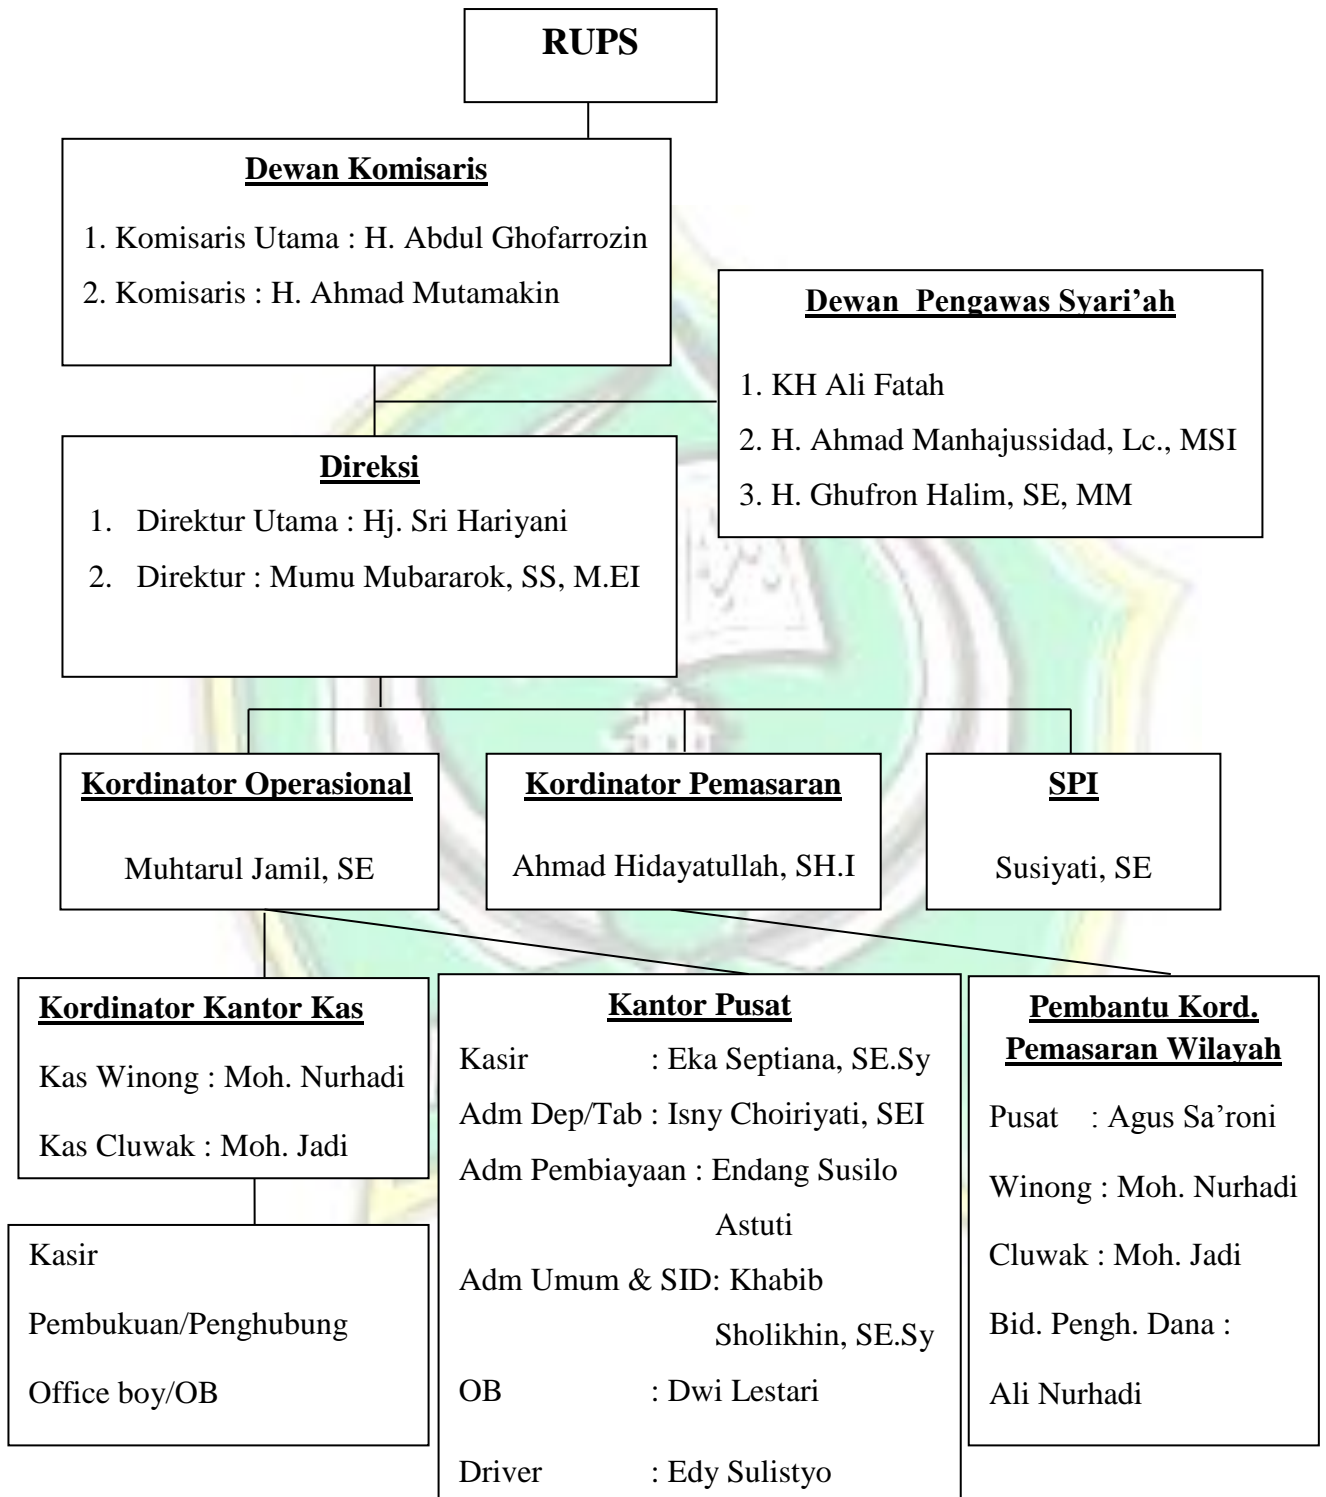 RUPS
Dewan Komisaris
1. Komisaris Utama : H. Abdul Ghofarrozin
2. Komisaris : H. Ahmad Mutamakin
Dewan Pengawas Syari’ah
1. KH Ali Fatah
2. H. Ahmad Manhajussidad, Lc., MSI
3. H. Ghufron Halim, SE, MM
Direksi
1. Direktur Utama : Hj. Sri Hariyani
2. Direktur : Mumu Mubararok, SS, M.EI
Kordinator Operasional
Muhtarul Jamil, SE
Kordinator Pemasaran
Ahmad Hidayatullah, SH.I
SPI
Susiyati, SE
Kordinator Kantor Kas
Kas Winong : Moh. Nurhadi
Kas Cluwak : Moh. Jadi
Kasir
Pembukuan/Penghubung
Office boy/OB
Kantor Pusat
Kasir : Eka Septiana, SE.Sy
Adm Dep/Tab : Isny Choiriyati, SEI
Adm Pembiayaan : Endang Susilo
Astuti
Adm Umum & SID: Khabib
Sholikhin, SE.Sy
OB : Dwi Lestari
Driver : Edy Sulistyo
Pembantu Kord.
Pemasaran Wilayah
Pusat : Agus Sa’roni
Winong : Moh. Nurhadi
Cluwak : Moh. Jadi
Bid. Pengh. Dana :
Ali Nurhadi